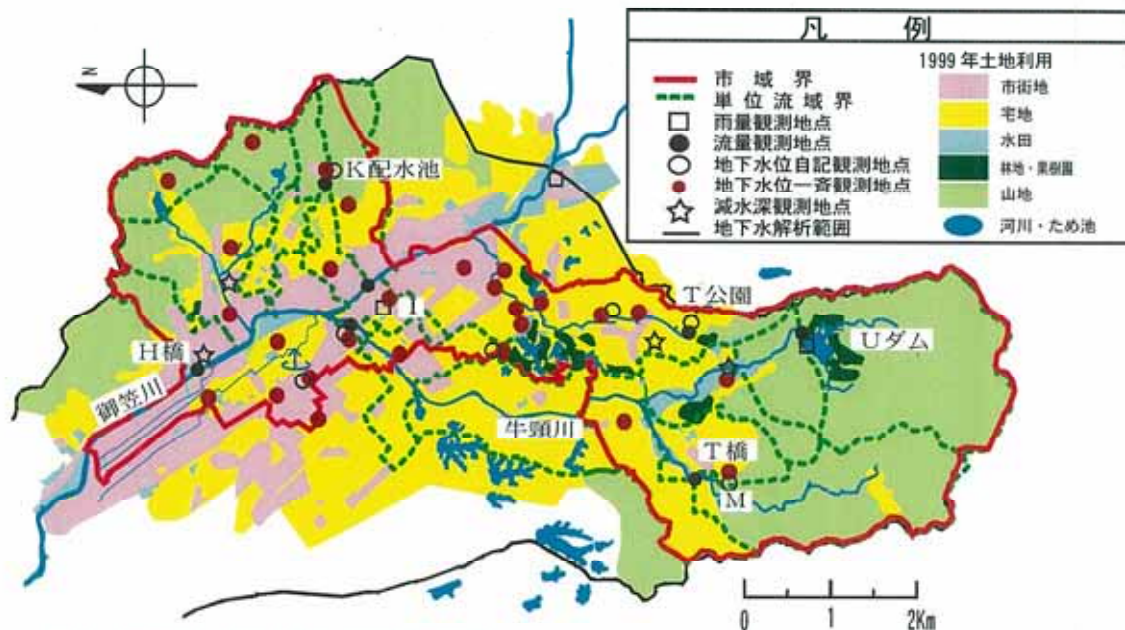 凡 例
市 域 界
単 位 流 域 界
雨量観測地点
流量観測地点
地下水位自記観測地点
地下水位一斉観測地点
減水深観測地点
地下水解析範囲
1999年土地利用
市街地
宅地
水田
林地・果樹園
山地
河川・ため池
N
K配水池
I
T公園
Uダム
H橋
御笠川
牛頸川
T橋
M
0 1 2Km